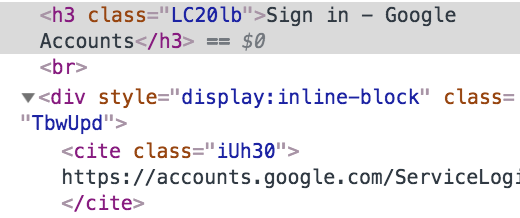 <h3 class="LC20lb">Sign in - Google
Accounts</h3> == $0
<br>
▼<div style="display:inline-block" class=
"TbwUpd">
<cite class="iUh30">
https://accounts.google.com/ServiceLogi
</cite>